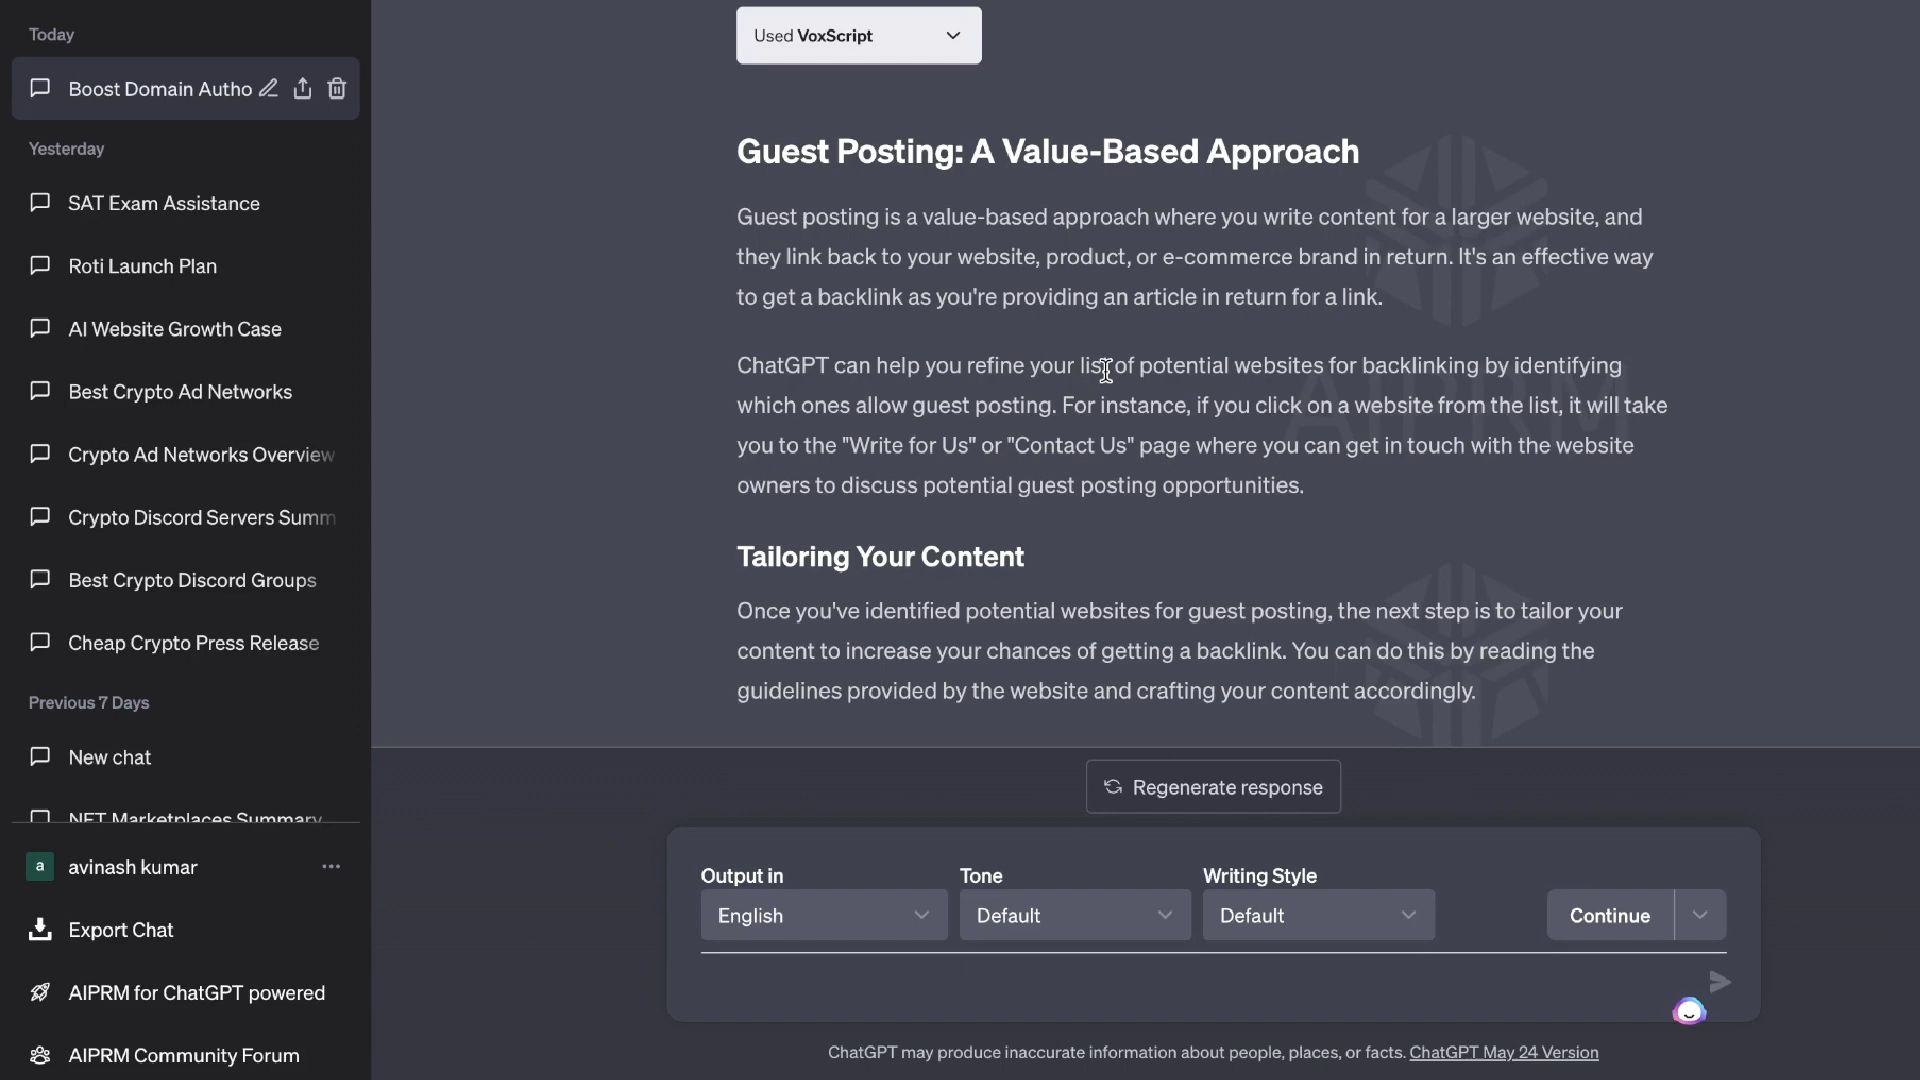 Today
Boost Domain Autho
Yesterday
SAT Exam Assistance
Roti Launch Plan
AI Website Growth Case
Best Crypto Ad Networks
Crypto Ad Networks Overview
Crypto Discord Servers Summ
Best Crypto Discord Groups
Cheap Crypto Press Release
Previous 7 Days
New chat
NFT Marketplaces Summary
a avinash kumar
Export Chat
AIPRM for ChatGPT powered
AIPRM Community Forum
Used VoxScript
Guest Posting: A Value-Based Approach
Guest posting is a value-based approach where you write content for a larger website, and
they link back to your website, product, or e-commerce brand in return. It's an effective way
to get a backlink as you're providing an article in return for a link.
ChatGPT can help you refine your list of potential websites for backlinking by identifying
which ones allow guest posting. For instance, if you click on a website from the list, it will take
you to the "Write for Us" or "Contact Us" page where you can get in touch with the website
owners to discuss potential guest posting opportunities.
Tailoring Your Content
Once you've identified potential websites for guest posting, the next step is to tailor your
content to increase your chances of getting a backlink. You can do this by reading the
guidelines provided by the website and crafting your content accordingly.
AIPRM
Regenerate response
Output in Tone Writing Style
English Default Default Continue
ChatGPT may produce inaccurate information about people, places, or facts. ChatGPT May 24 Version